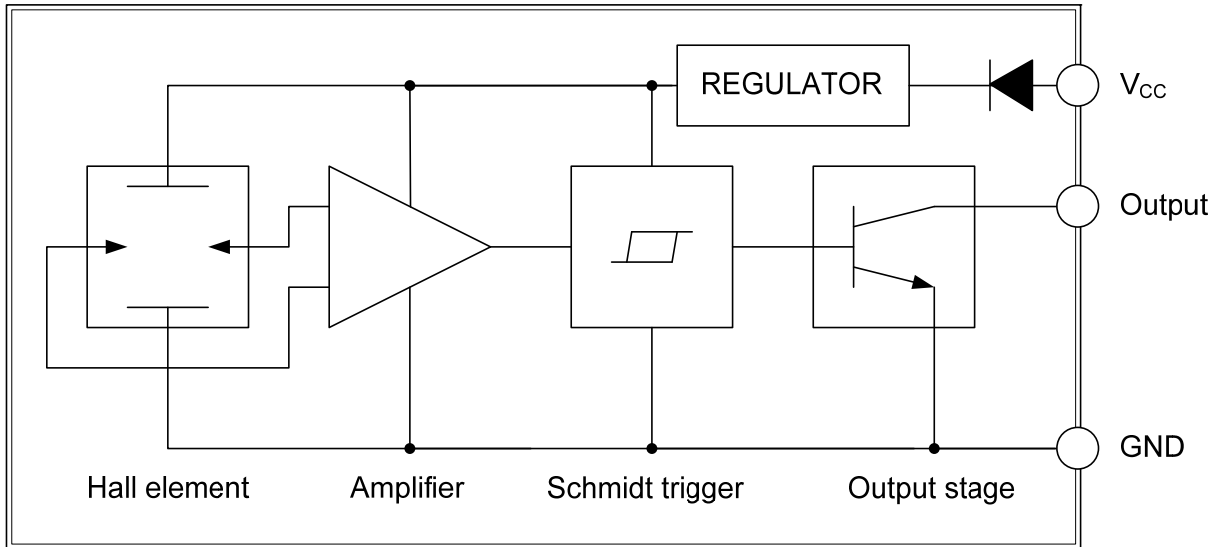 REGULATOR
VCC
Output
GND
Hall element
Amplifier
Schmidt trigger
Output stage